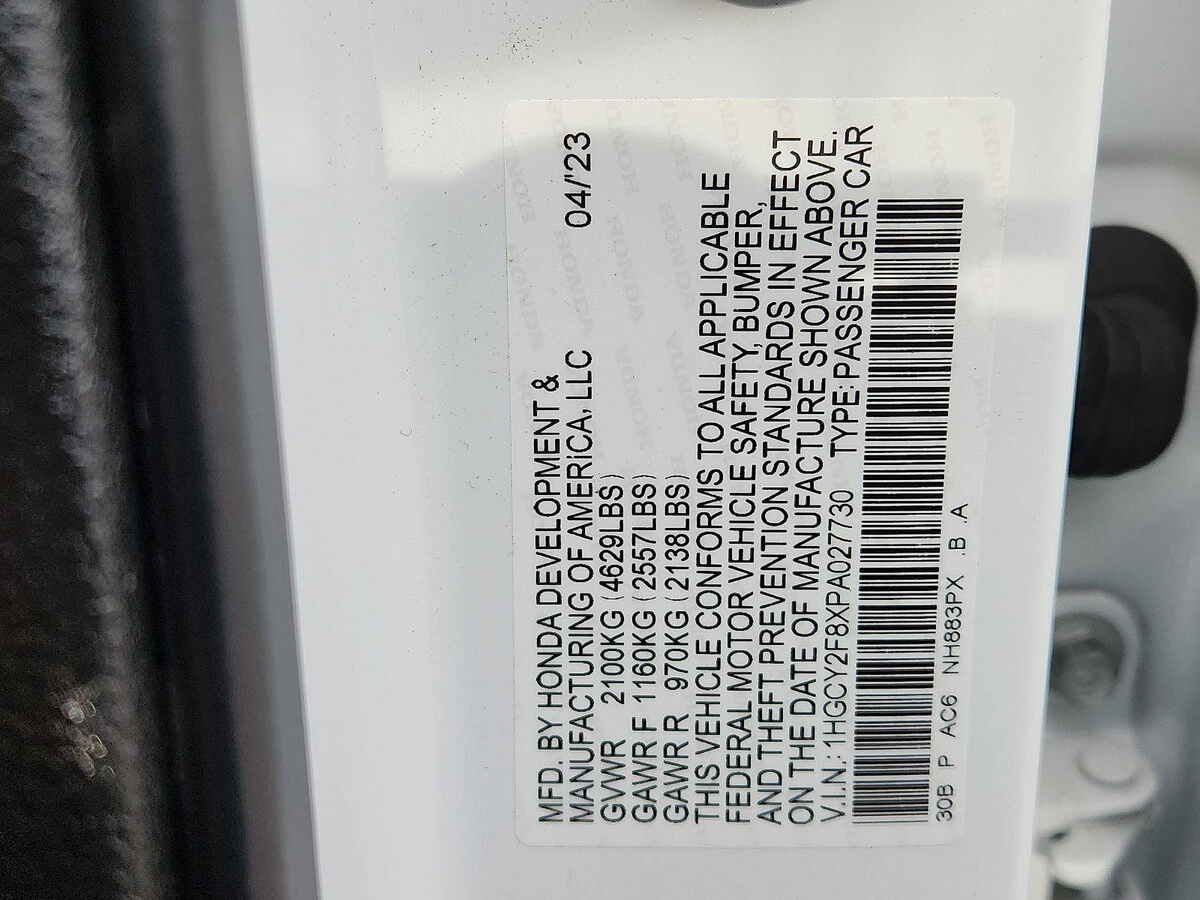 MFD. BY HONDA DEVELOPMENT &
MANUFACTURING OF AMERICA, LLC 04/'23
GVWR 2100KG (4629LBS)
GAWR F 1160KG (2557LBS)
GAWR R 970KG (2138LBS)
THIS VEHICLE CONFORMS TO ALL APPLICABLE
FEDERAL MOTOR VEHICLE SAFETY, BUMPER,
AND THEFT PREVENTION STANDARDS IN EFFECT
ON THE DATE OF MANUFACTURE SHOWN ABOVE.
V.I.N.: 1HGCY2F8XPA027730 TYPE: PASSENGER CAR
30B P AC6 NH883PX .B .A